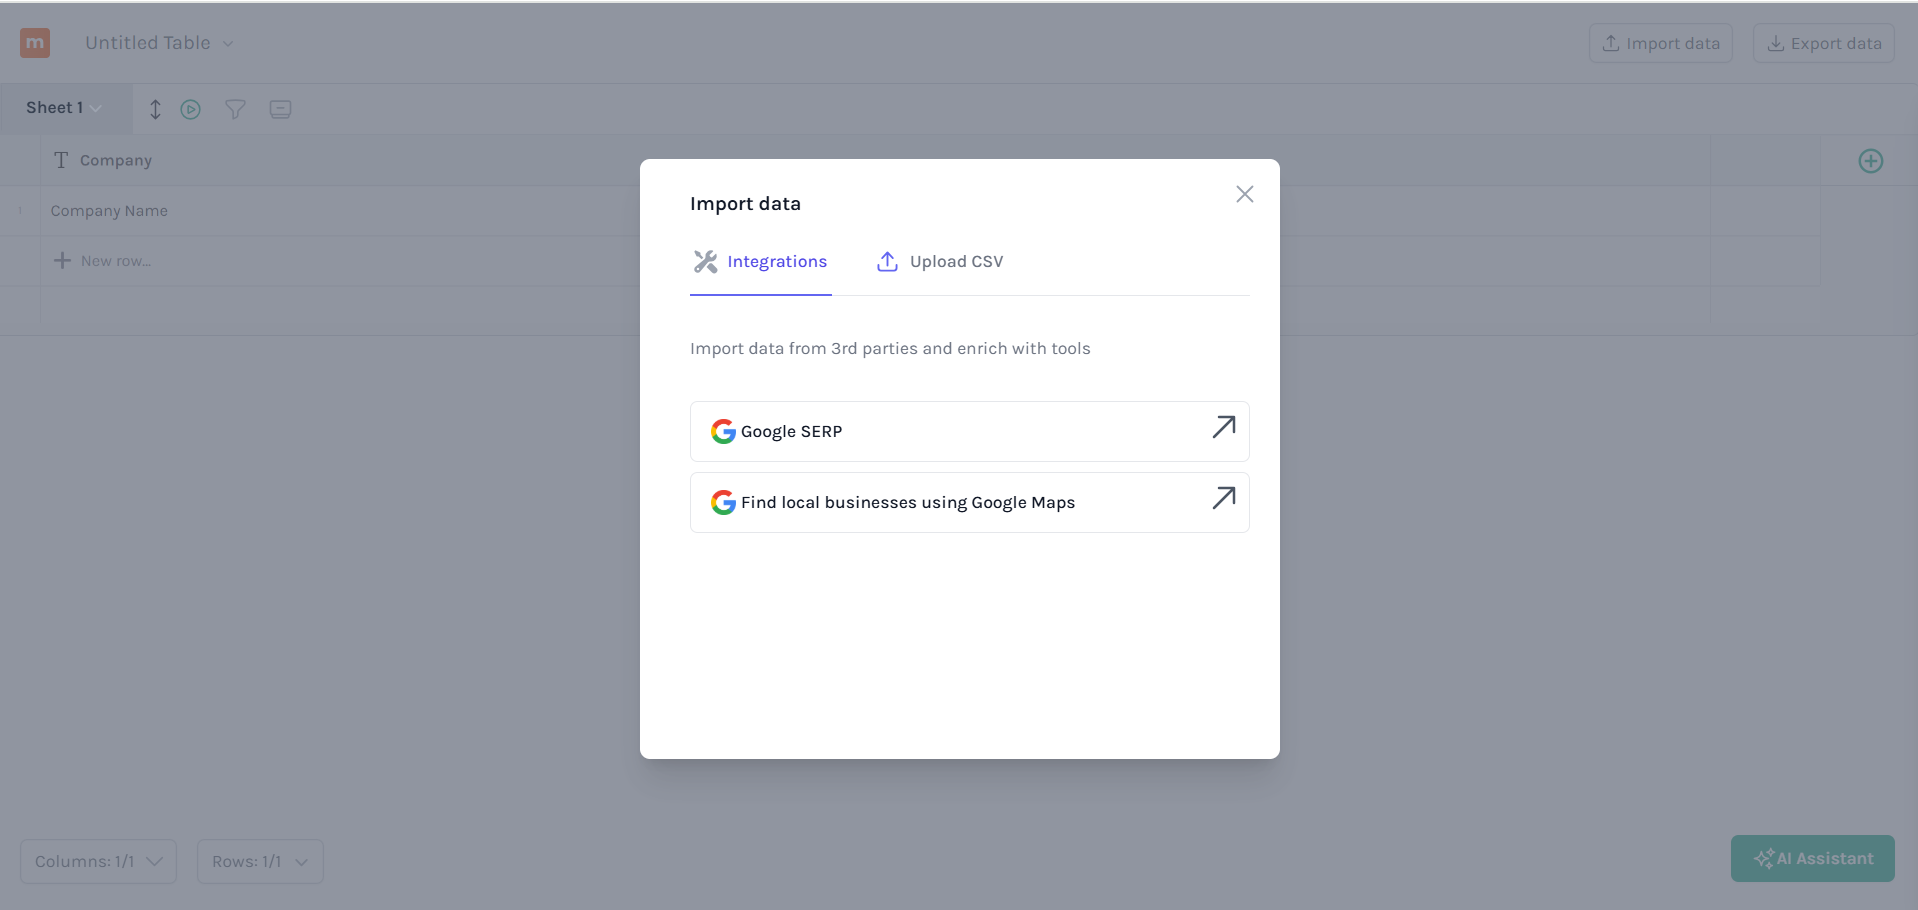 m
Untitled Table
Import data
Export data
Sheet 1
Company
Company Name
New row...
Import data
Integrations
Upload CSV
Import data from 3rd parties and enrich with tools
Google SERP
Find local businesses using Google Maps
Columns: 1/1
Rows: 1/1
AI Assistant